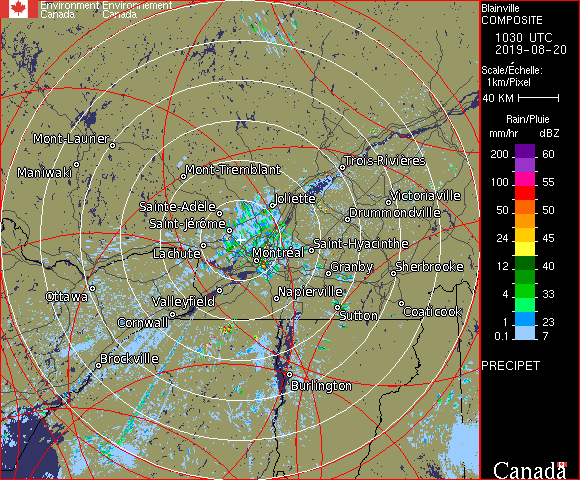 Environment Environnement
Canada Canada
Mont-Laurier
Maniwaki
Mont-Tremblant
Trois-Rivières
Joliette
Victoriaville
Sainte-Adèle
Drummondville
Saint-Jérôme
Saint-Hyacinthe
Lachute
Montréal
Granby
Sherbrooke
Ottawa
Valleyfield
Napierville
Coaticook
Cornwall
Sutton
Brockville
Burlington
Blainville
COMPOSITE
1030 UTC
2019-08-20
Scale/Échelle:
1km/Pixel
40 KM
Rain/Pluie
mm/hr dBZ
200 60
100 55
50 50
24 45
12 40
4 33
1 23
0.1 7
PRECIPET
Canada